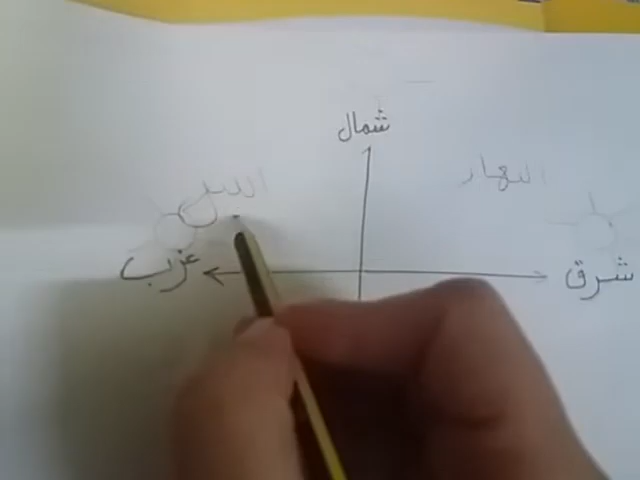 شمال
النهار
الليل
شرق
غرب